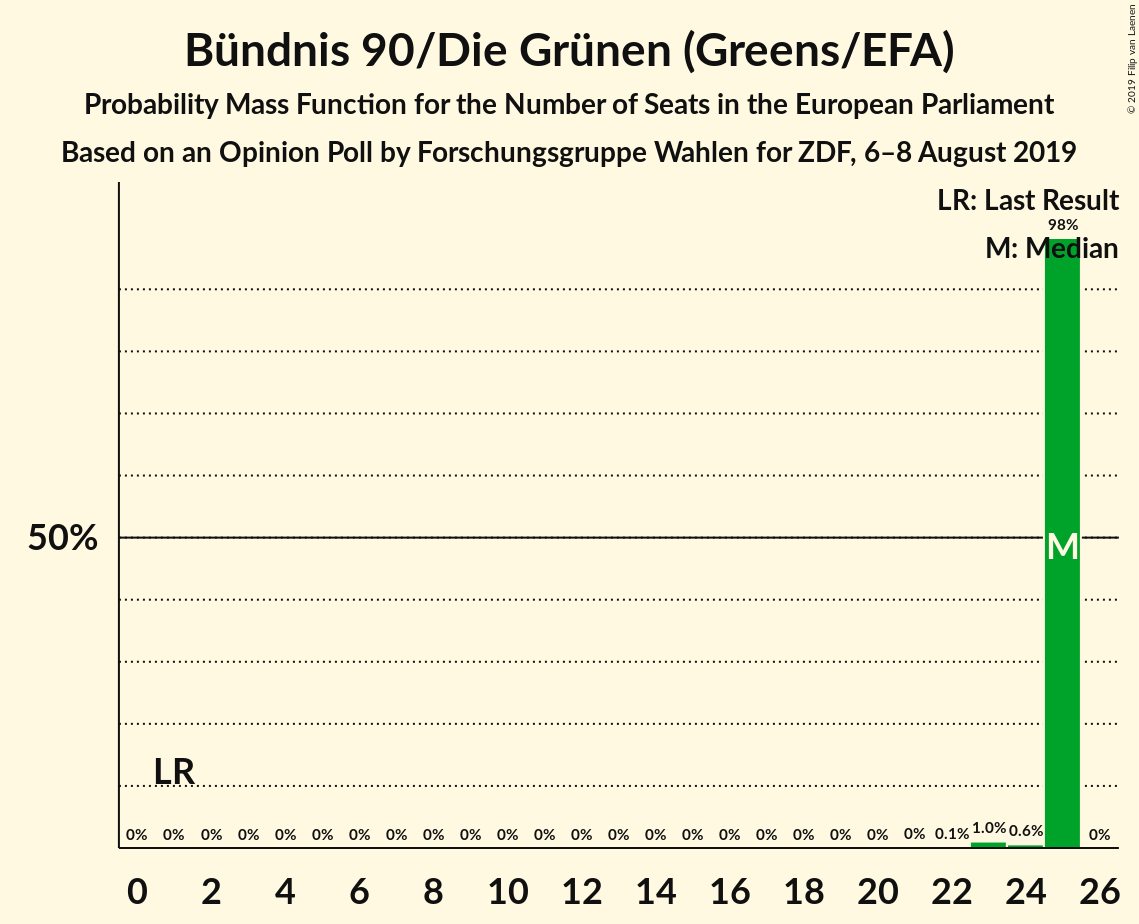 Bündnis 90/Die Grünen (Greens/EFA)
Probability Mass Function for the Number of Seats in the European Parliament
Based on an Opinion Poll by Forschungsgruppe Wahlen for ZDF, 6–8 August 2019
© 2019 Filip van Laenen
LR: Last Result
98%
M: Median
50%
M
LR
0% 0% 0% 0% 0% 0% 0% 0% 0% 0% 0% 0% 0% 0% 0% 0% 0% 0% 0% 0% 0% 0% 0.1% 1.0% 0.6% 0%
0 2 4 6 8 10 12 14 16 18 20 22 24 26